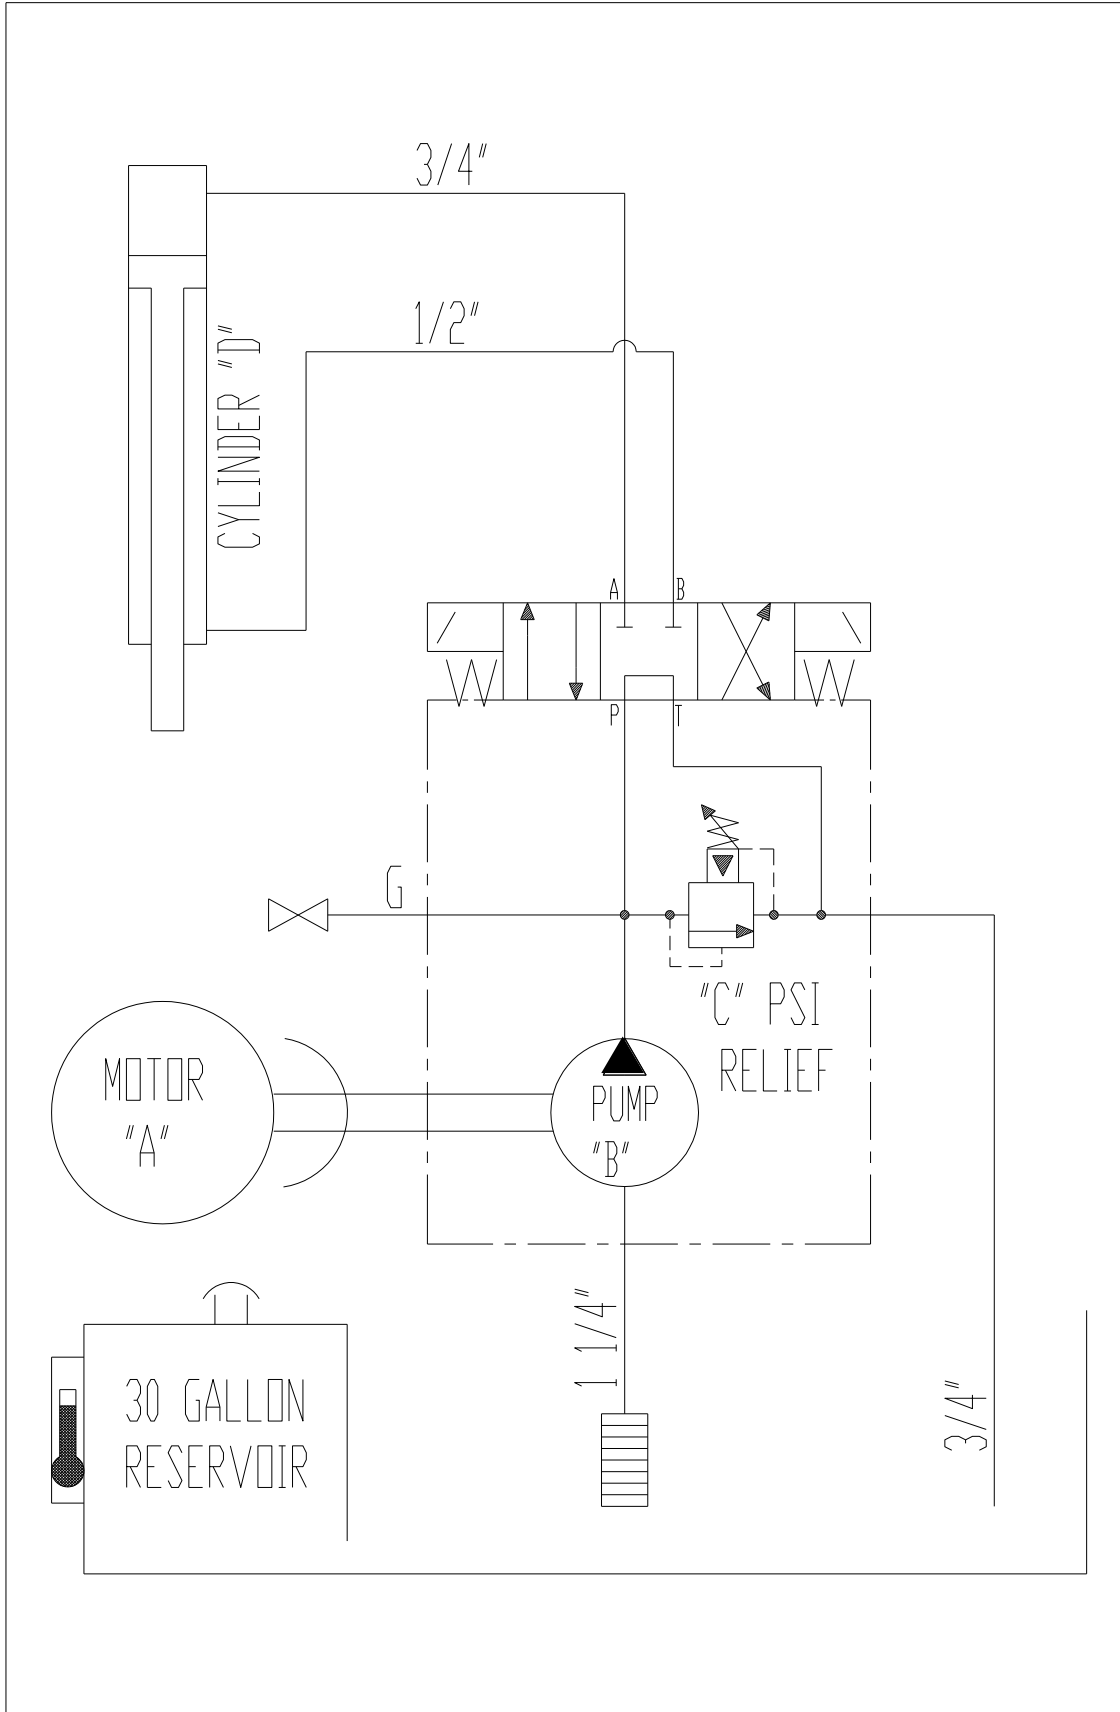 3/4"
1/2"
CYLINDER "D"
A
B
P
T
G
"C" PSI
RELIEF
MOTOR
"A"
PUMP
"B"
1 1/4"
30 GALLON
RESERVOIR
3/4"